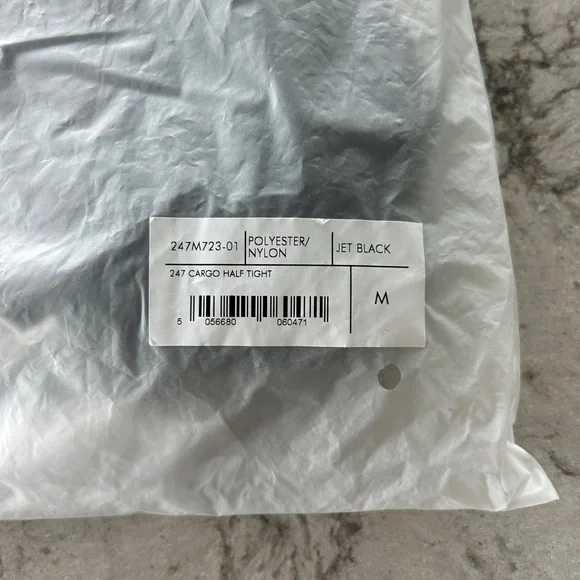 247M723-01
POLYESTER/
NYLON
JET BLACK
247 CARGO HALF TIGHT
M
5 056680 060471